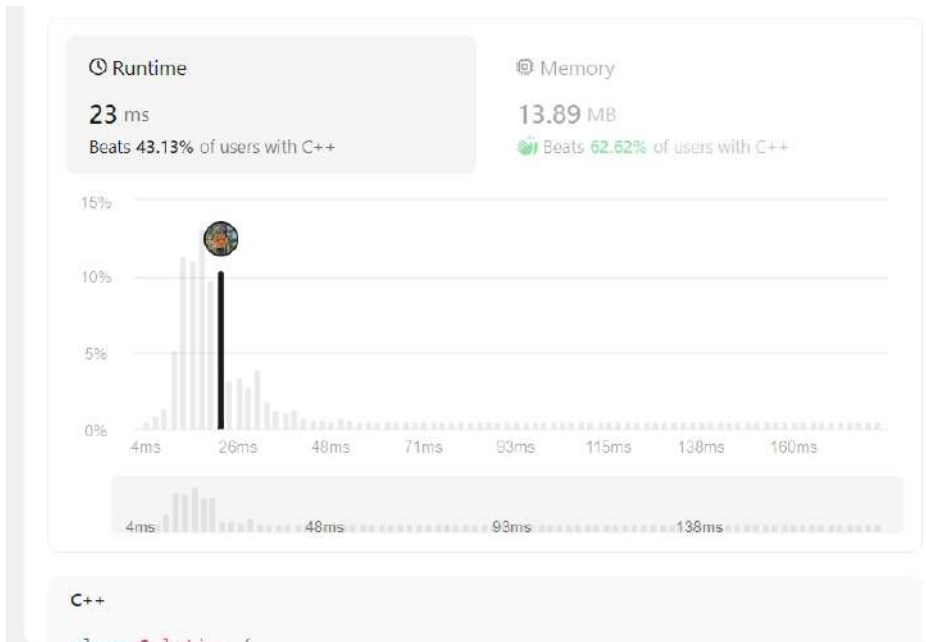 Runtime
23 ms
Beats 43.13% of users with C++
Memory
13.89 MB
Beats 62.62% of users with C++
15%
10%
5%
0%
4ms 26ms 48ms 71ms 93ms 115ms 138ms 160ms
4ms 48ms 93ms 138ms
C++